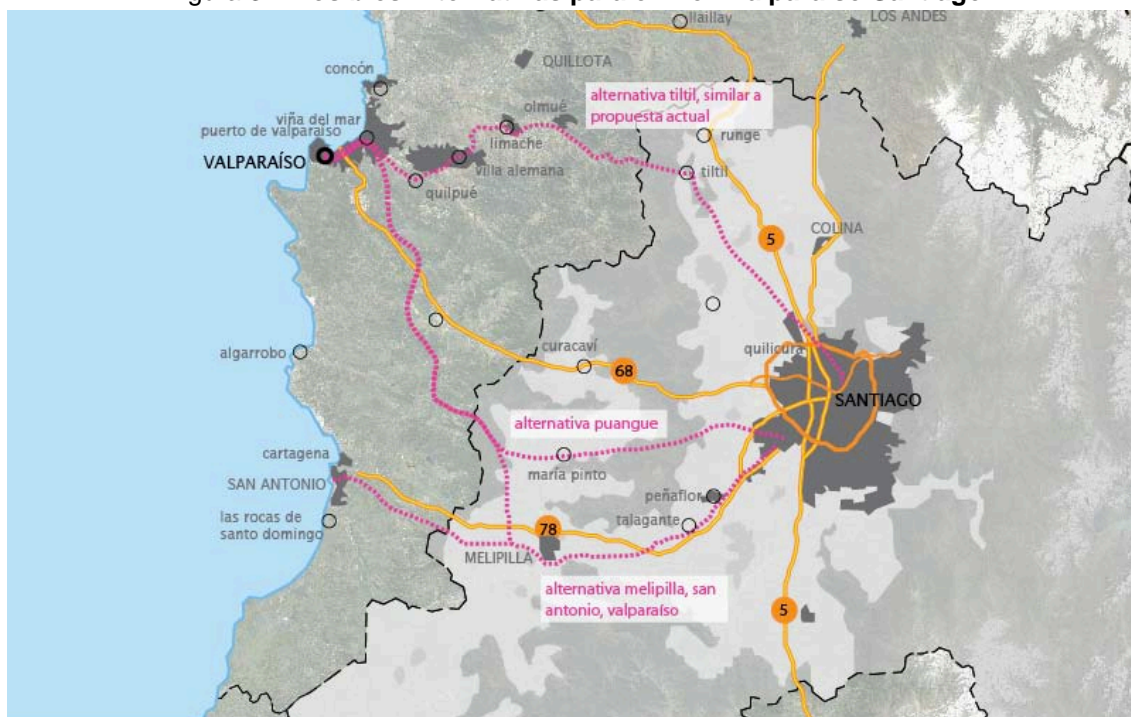 para Santiago
llaillay
LOS ANDES
QUILLOTA
concón
alternativa tiltil, similar a
propuesta actual
olmué
viña del mar
puerto de valparaíso
runge
limache
VALPARAÍSO
villa alemana
tiltil
quilpué
5
COLINA
algarrobo
curacaví
quilicura
68
SANTIAGO
alternativa puangue
cartagena
maría pinto
SAN ANTONIO
peñaflor
las rocas de
santo domingo
78
talagante
MELIPILLA
alternativa melipilla, san
antonio, valparaíso
5